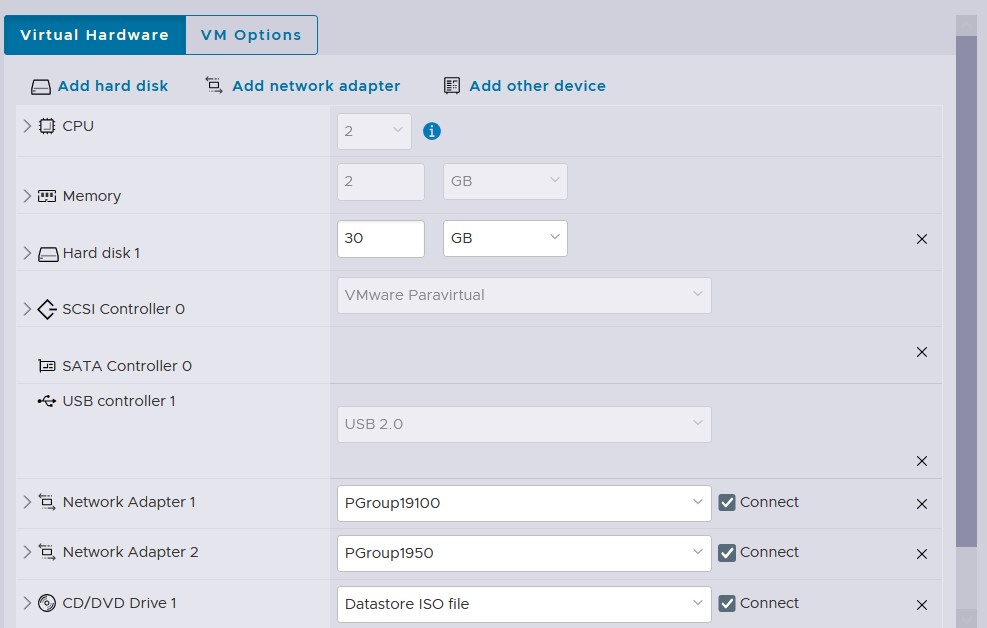 Virtual Hardware VM Options
Add hard disk Add network adapter Add other device
CPU 2
Memory 2 GB
Hard disk 1 30 GB
SCSI Controller 0 VMware Paravirtual
SATA Controller 0
USB controller 1
USB 2.0
Network Adapter 1 PGroup19100 Connect
Network Adapter 2 PGroup1950 Connect
CD/DVD Drive 1 Datastore ISO file Connect